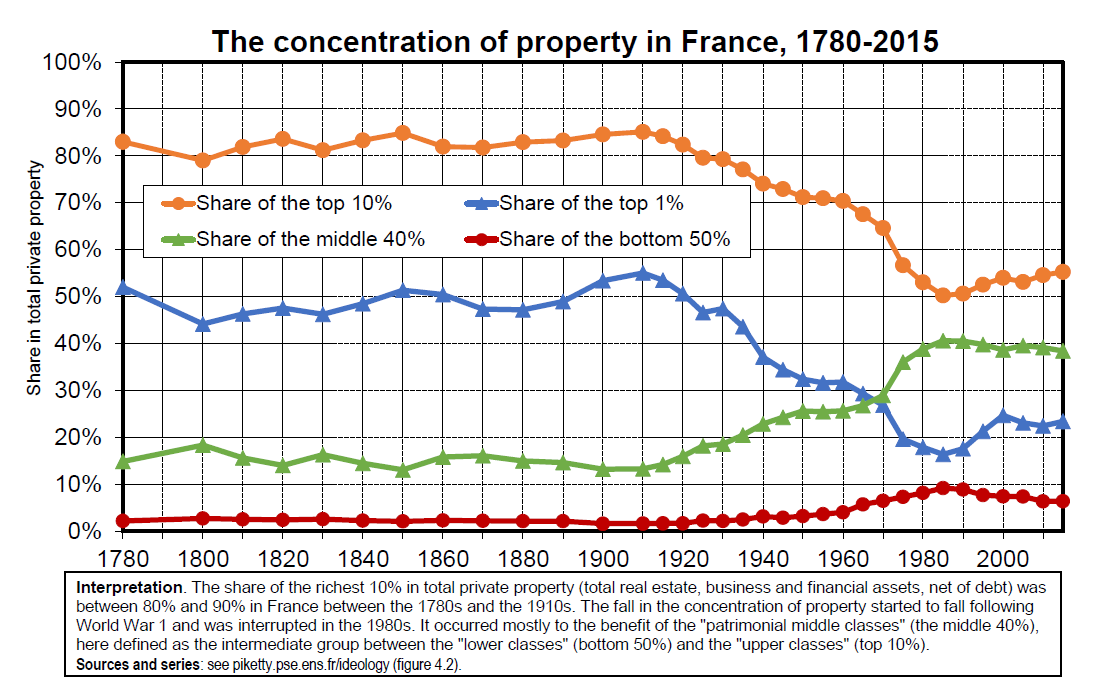 The concentration of property in France, 1780-2015
100%
90%
80%
70%
60%
50%
40%
30%
20%
10%
0%
Share in total private property
Share of the top 10%
Share of the top 1%
Share of the middle 40%
Share of the bottom 50%
1780 1800 1820 1840 1860 1880 1900 1920 1940 1960 1980 2000
Interpretation. The share of the richest 10% in total private property (total real estate, business and financial assets, net of debt) was
between 80% and 90% in France between the 1780s and the 1910s. The fall in the concentration of property started to fall following
World War 1 and was interrupted in the 1980s. It occurred mostly to the benefit of the "patrimonial middle classes" (the middle 40%),
here defined as the intermediate group between the "lower classes" (bottom 50%) and the "upper classes" (top 10%).
Sources and series: see piketty.pse.ens.fr/ideology (figure 4.2).